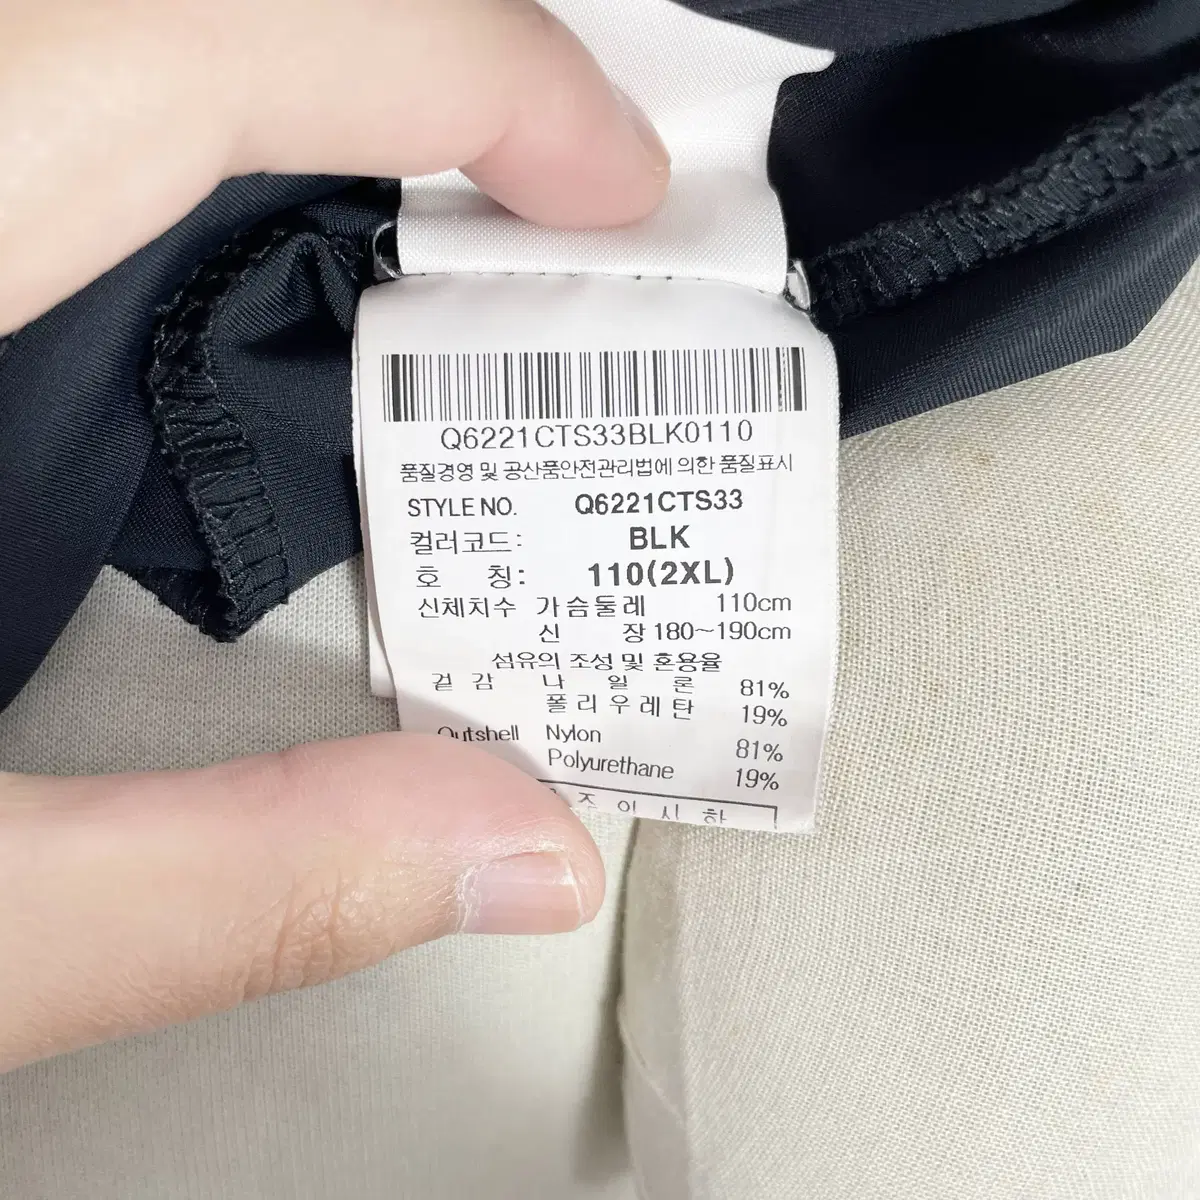 Q6221CTS33BLK0110
품질경영 및 공산품안전관리법에 의한 품질표시
STYLE NO. Q6221CTS33
컬러코드: BLK
호 칭: 110(2XL)
신체치수 가슴둘레 110cm
신 장 180~190cm
섬유의 조성 및 혼용율
겉 감 나 일 론 81%
폴리우레탄 19%
Outshell Nylon 81%
Polyurethane 19%